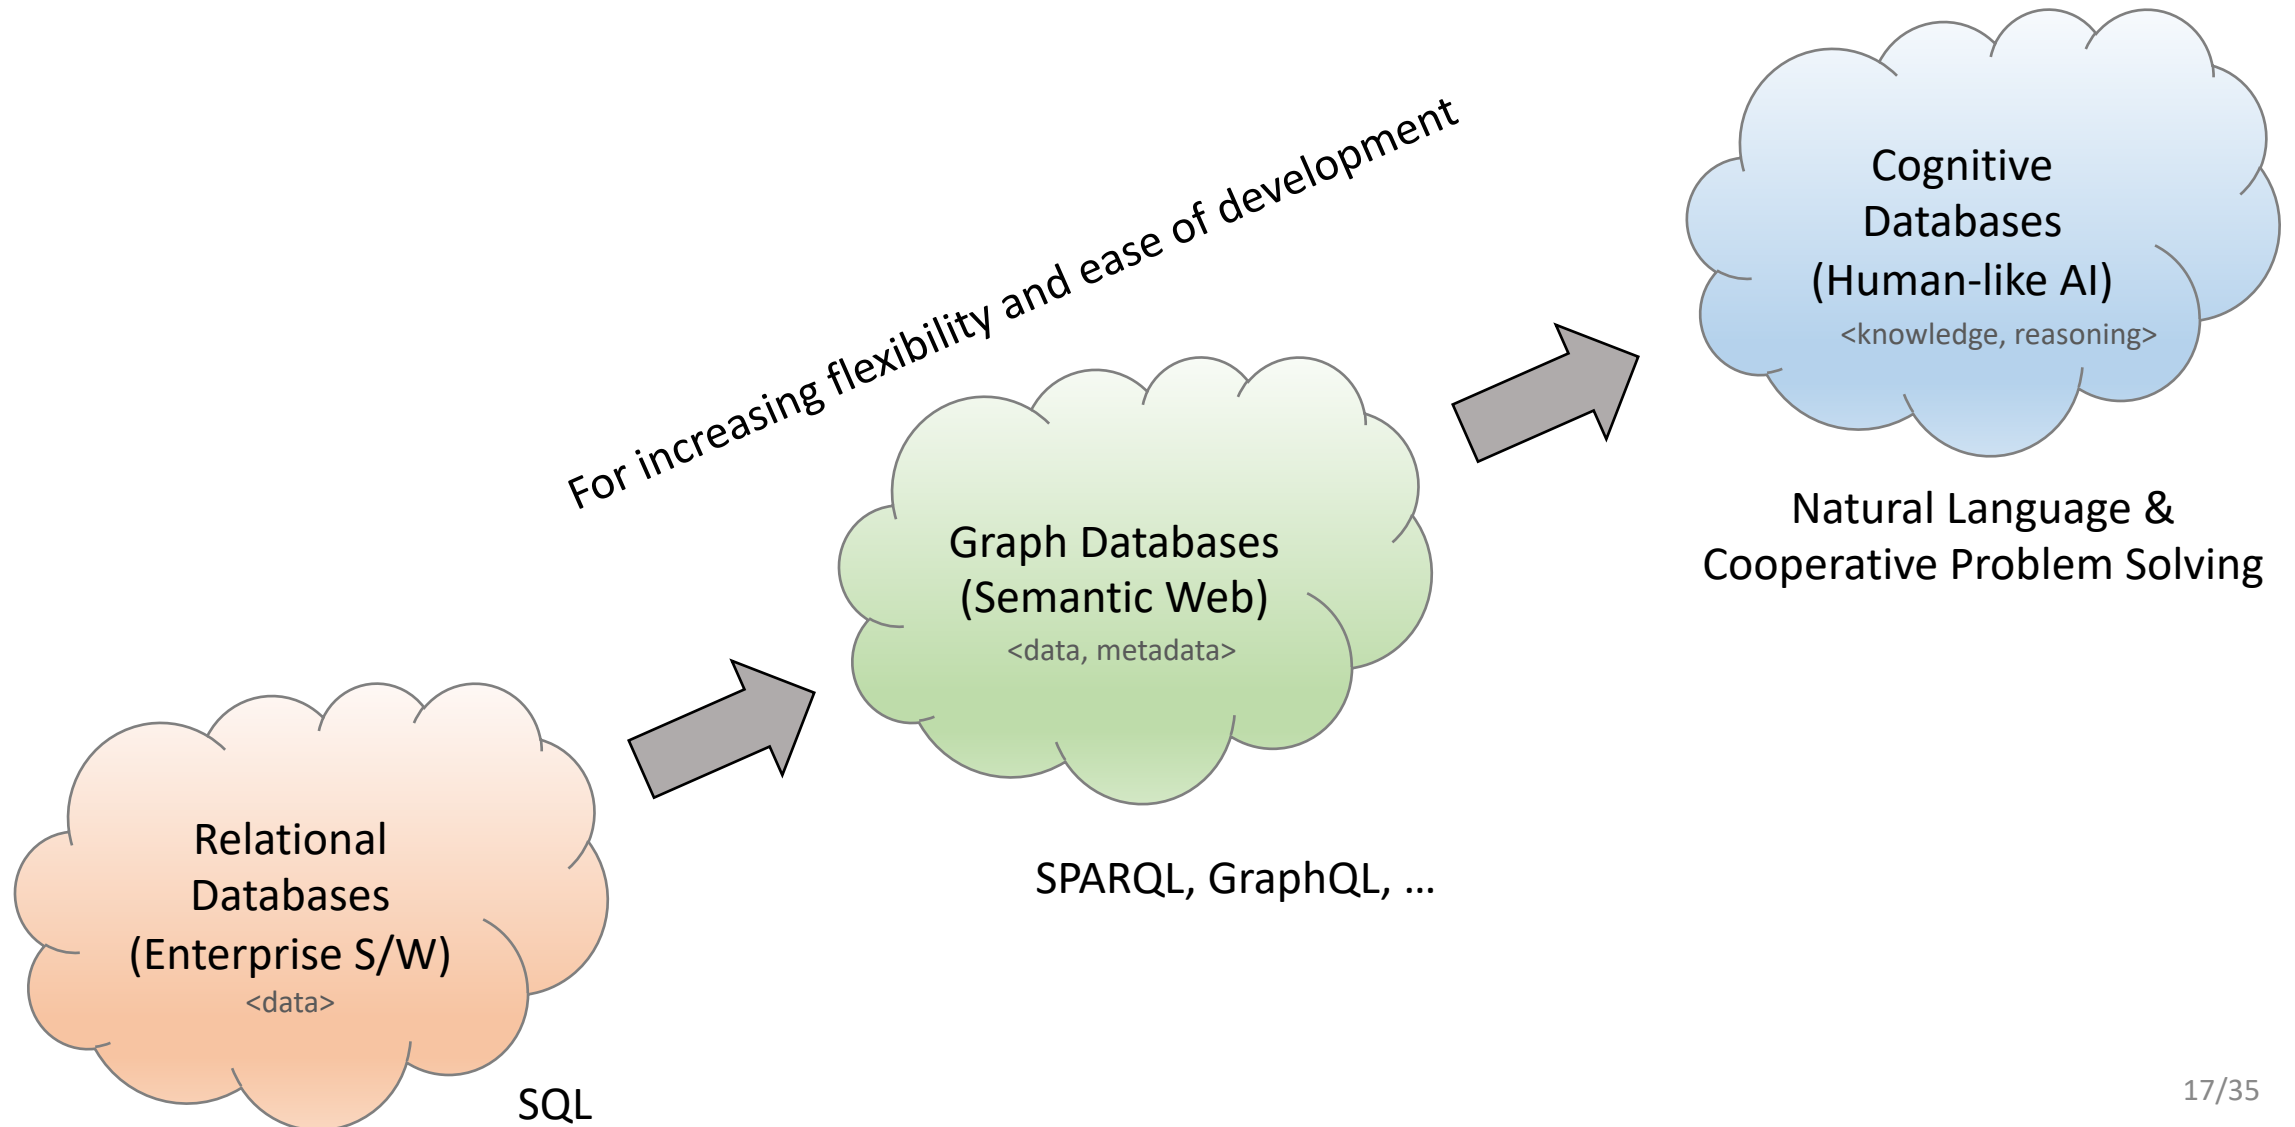 For increasing flexibility and ease of development
Cognitive
Databases
(Human-like AI)
<knowledge, reasoning>
Natural Language &
Cooperative Problem Solving
Graph Databases
(Semantic Web)
<data, metadata>
SPARQL, GraphQL, ...
Relational
Databases
(Enterprise S/W)
<data>
SQL
17/35